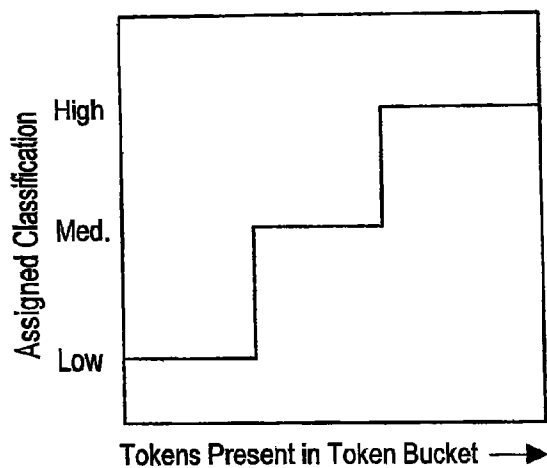 High
Med.
Low
Assigned Classification
Tokens Present in Token Bucket